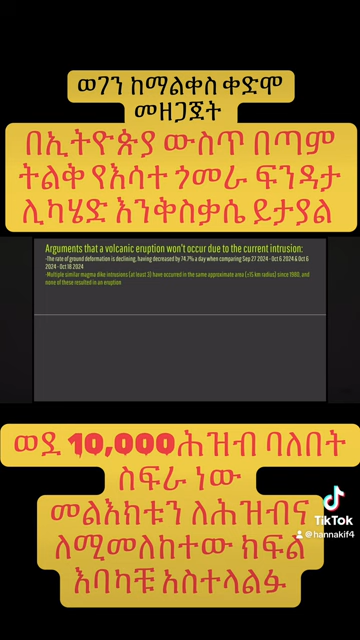 ወገን ከማልቀስ ቀድሞ
መዘጋጀት
በኢትዮጵያ ውስጥ በጣም
ትልቅ የእሳተ ጎመራ ፍንዳታ
ሊካሄድ እንቅስቃሴ ይታያል
Arguments that a volcanic eruption won't occur due to the current intrusion:
-The rate of ground deformation is declining, having decreased by 74.7% a day when comparing Sep 27 2024 - Oct 6 2024 & Oct 6
2024 - Oct 18 2024
-Multiple similar magma dike intrusions (at least 3) have occurred in the same approximate area (±15 km radius) since 1980, and
none of these resulted in an eruption
ወደ 10,000ሕዝብ ባለበት
ስፍራ ነው
መልእክቱን ለሕዝብና
ለሚመለከተው ክፍል
እባካቹ አስተላልፉ
TikTok
@hannakif4